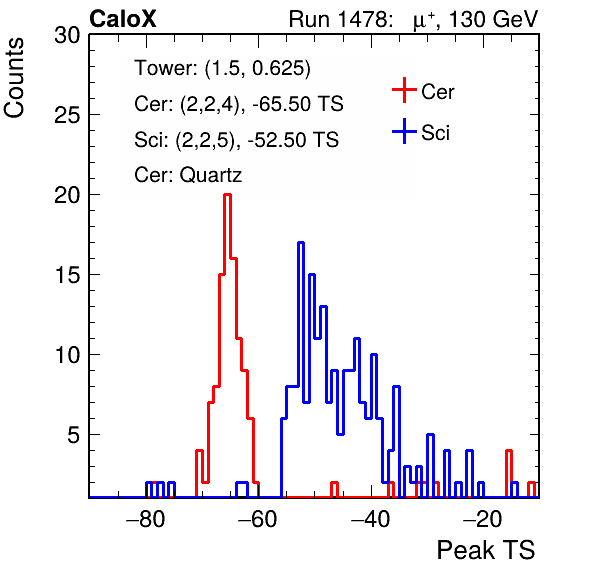 CaloX Run 1478: μ⁺, 130 GeV
Counts
30
25
20
15
10
5
Tower: (1.5, 0.625)
Cer: (2,2,4), -65.50 TS
Sci: (2,2,5), -52.50 TS
Cer: Quartz
Cer
Sci
−80 −60 −40 −20
Peak TS